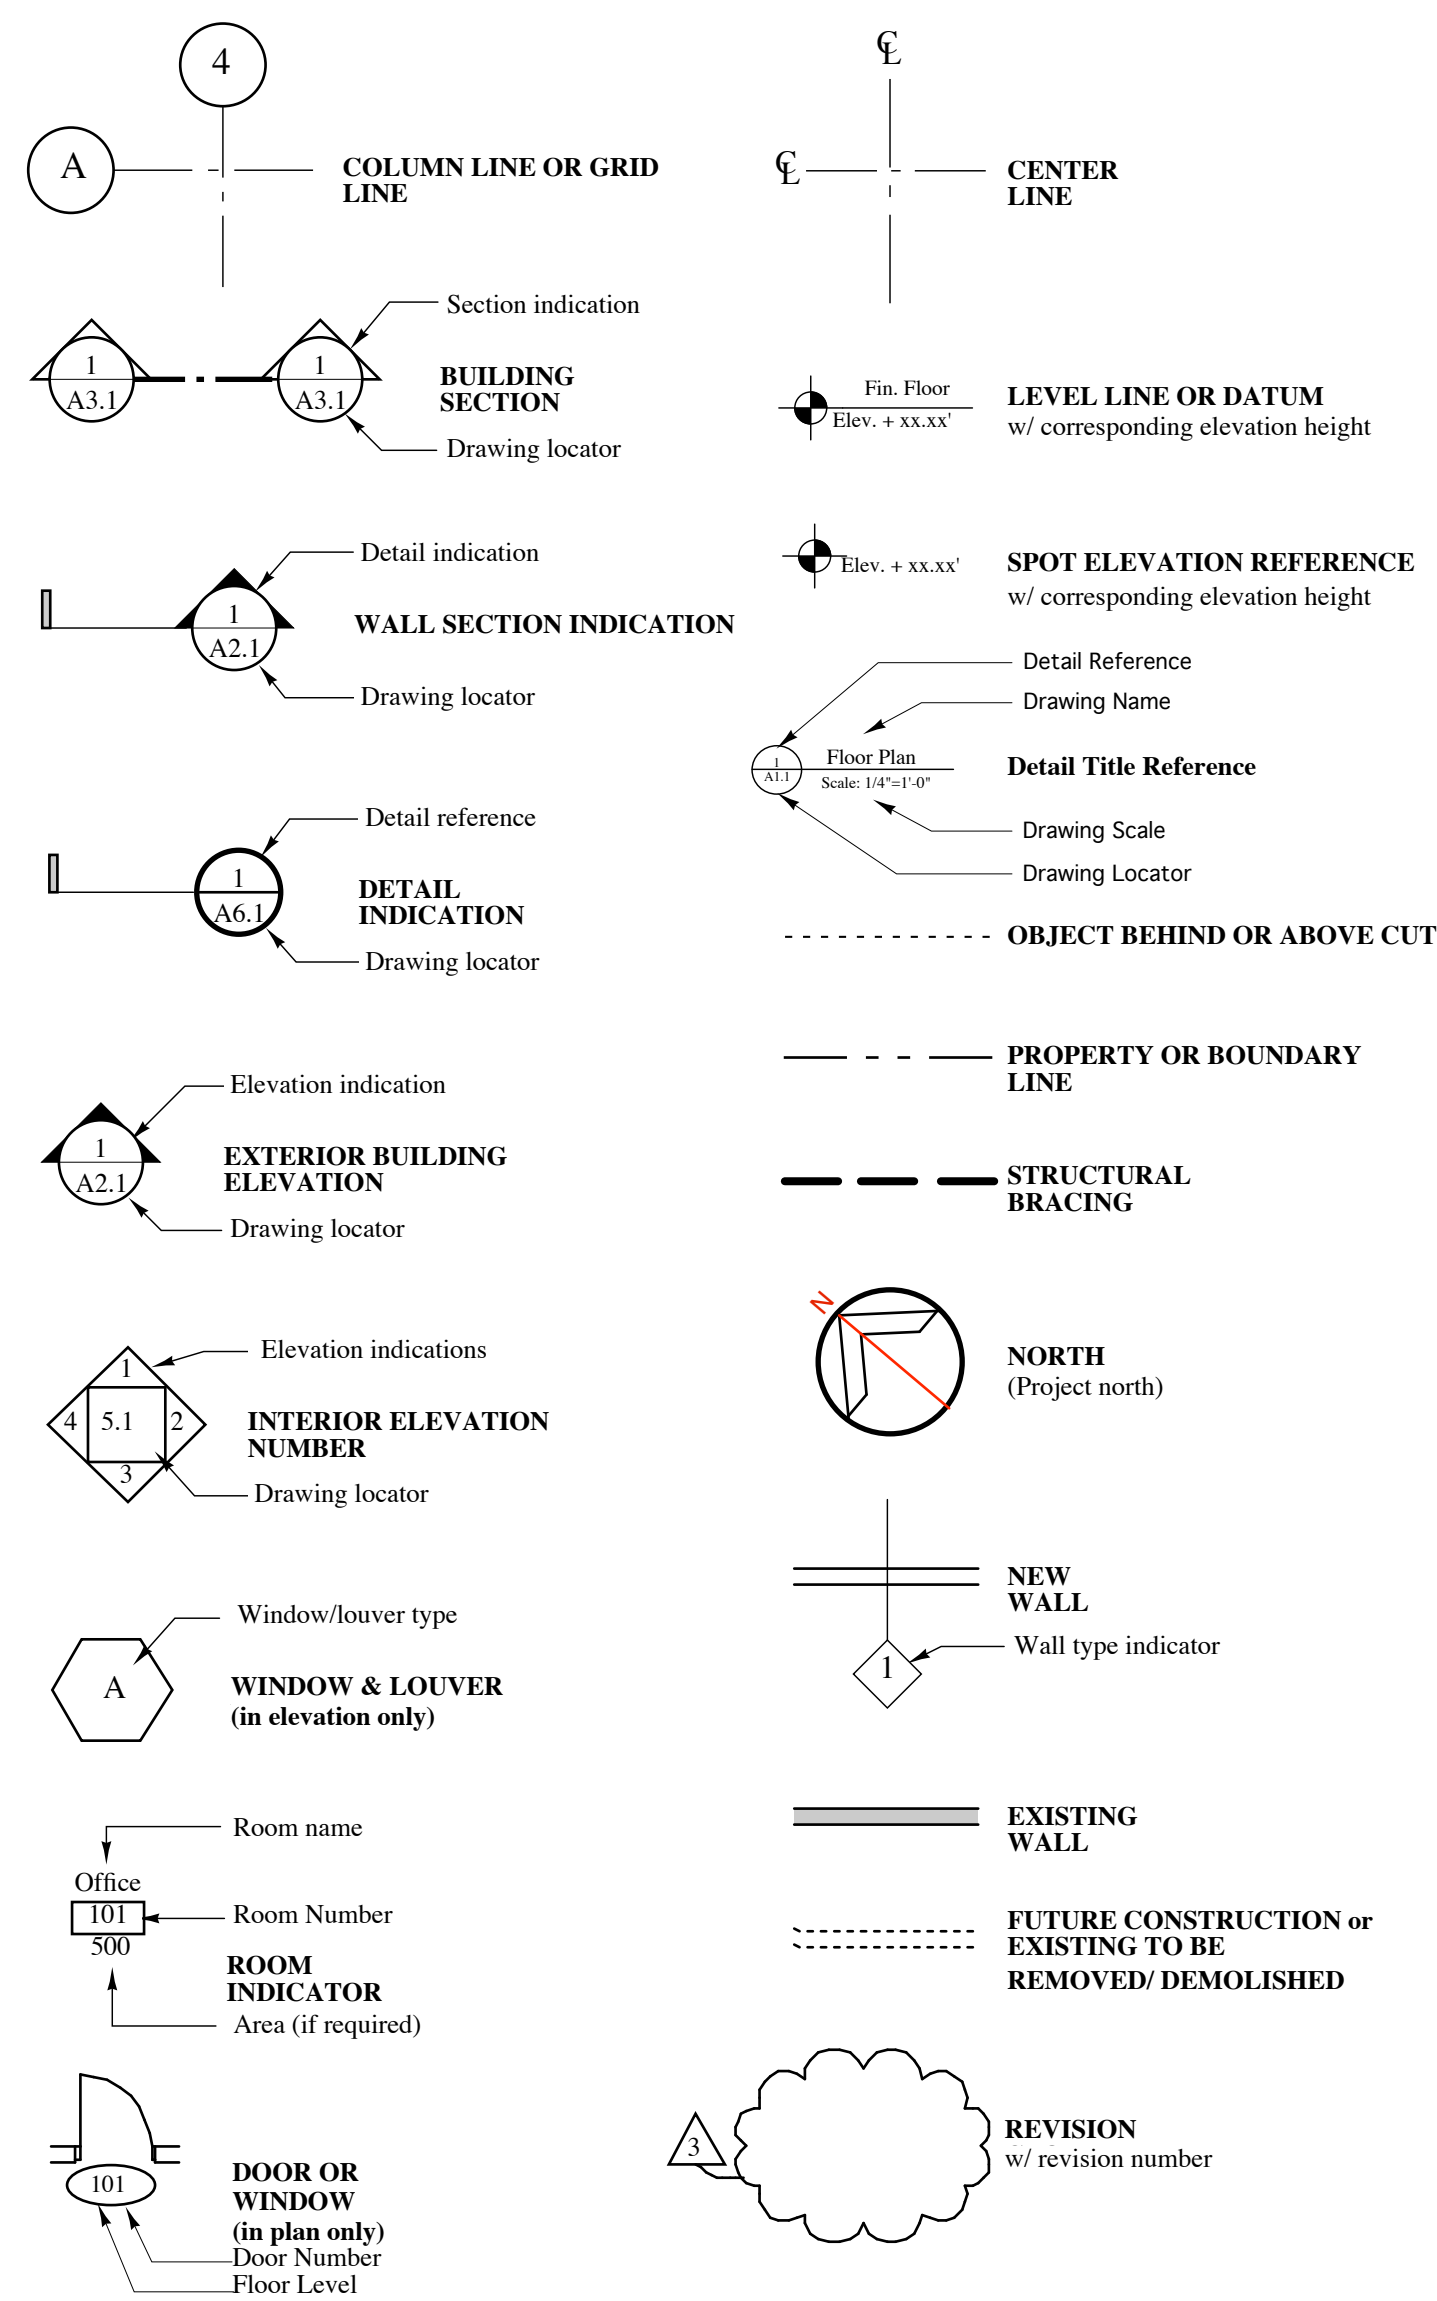 4
A
COLUMN LINE OR GRID
LINE
Section indication
1
A3.1
1
A3.1
BUILDING
SECTION
Drawing locator
Detail indication
1
A2.1
WALL SECTION INDICATION
Drawing locator
Detail reference
1
A6.1
DETAIL
INDICATION
Drawing locator
Elevation indication
1
A2.1
EXTERIOR BUILDING
ELEVATION
Drawing locator
Elevation indications
1
4
5.1
2
3
INTERIOR ELEVATION
NUMBER
Drawing locator
Window/louver type
A
WINDOW & LOUVER
(in elevation only)
Room name
Office
101
Room Number
500
ROOM
INDICATOR
Area (if required)
101
DOOR OR
WINDOW
(in plan only)
Door Number
Floor Level
℄
℄
CENTER
LINE
Fin. Floor
Elev. + xx.xx'
LEVEL LINE OR DATUM
w/ corresponding elevation height
Elev. + xx.xx'
SPOT ELEVATION REFERENCE
w/ corresponding elevation height
Detail Reference
Drawing Name
1
A1.1
Floor Plan
Scale: 1/4"=1'-0"
Detail Title Reference
Drawing Scale
Drawing Locator
OBJECT BEHIND OR ABOVE CUT
PROPERTY OR BOUNDARY
LINE
STRUCTURAL
BRACING
N
NORTH
(Project north)
NEW
WALL
Wall type indicator
1
EXISTING
WALL
FUTURE CONSTRUCTION or
EXISTING TO BE
REMOVED/ DEMOLISHED
3
REVISION
w/ revision number